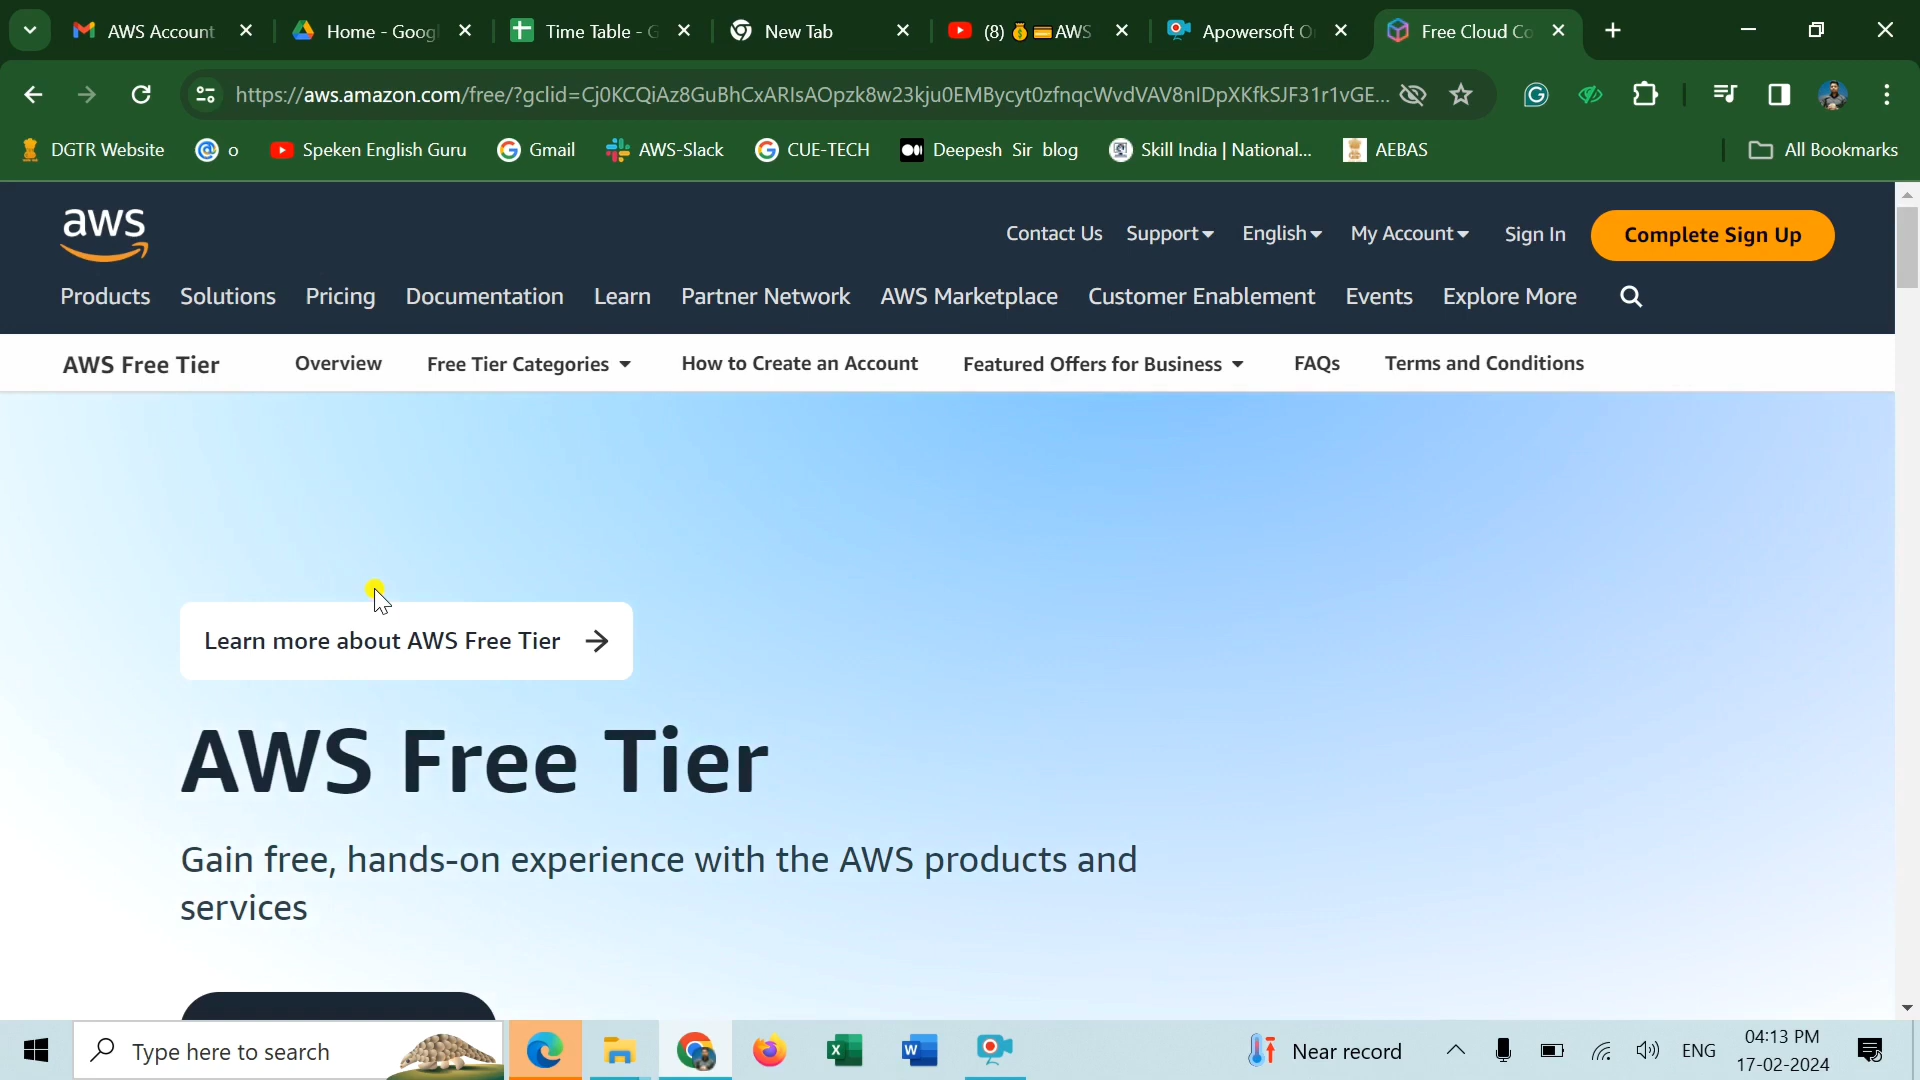 AWS Account
Home - Goog
Time Table - G
New Tab
(8) 💰 💳 AWS
Apowersoft O
Free Cloud Co
https://aws.amazon.com/free/?gclid=Cj0KCQiAz8GuBhCxARIsAOpzk8w23kju0EMBycyt0zfnqcWvdVAV8nIDpXKfkSJF31r1vGE...
DGTR Website
o
Speken English Guru
Gmail
AWS-Slack
CUE-TECH
Deepesh Sir blog
Skill India | National...
AEBAS
All Bookmarks
aws
Contact Us
Support
English
My Account
Sign In
Complete Sign Up
Products
Solutions
Pricing
Documentation
Learn
Partner Network
AWS Marketplace
Customer Enablement
Events
Explore More
AWS Free Tier
Overview
Free Tier Categories
How to Create an Account
Featured Offers for Business
FAQs
Terms and Conditions
Learn more about AWS Free Tier →
AWS Free Tier
Gain free, hands-on experience with the AWS products and
services
Type here to search
Near record
ENG
04:13 PM
17-02-2024